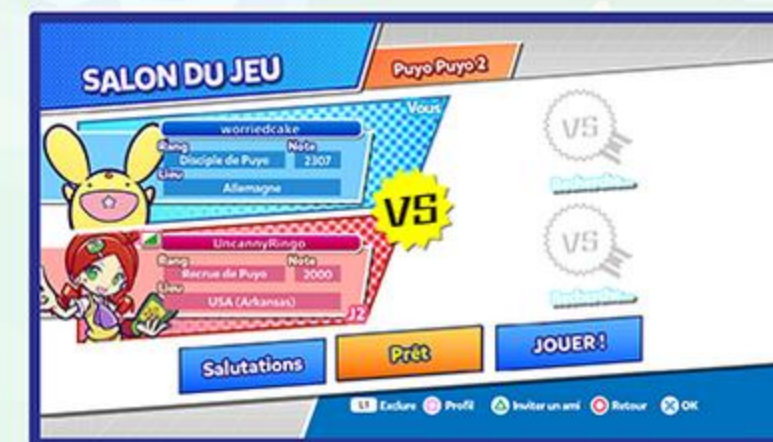 SALON DU JEU
Puyo Puyo 2
Vous
worriedcake
Rang
Note
Disciple de Puyo
2307
Lieu
Allemagne
VS
UncannyRingo
Rang
Note
Recrue de Puyo
2000
Lieu
USA (Arkansas)
J2
VS
VS
Salutations
Prêt
JOUER !
L1 Exclure
Profil
Inviter un ami
Retour
OK